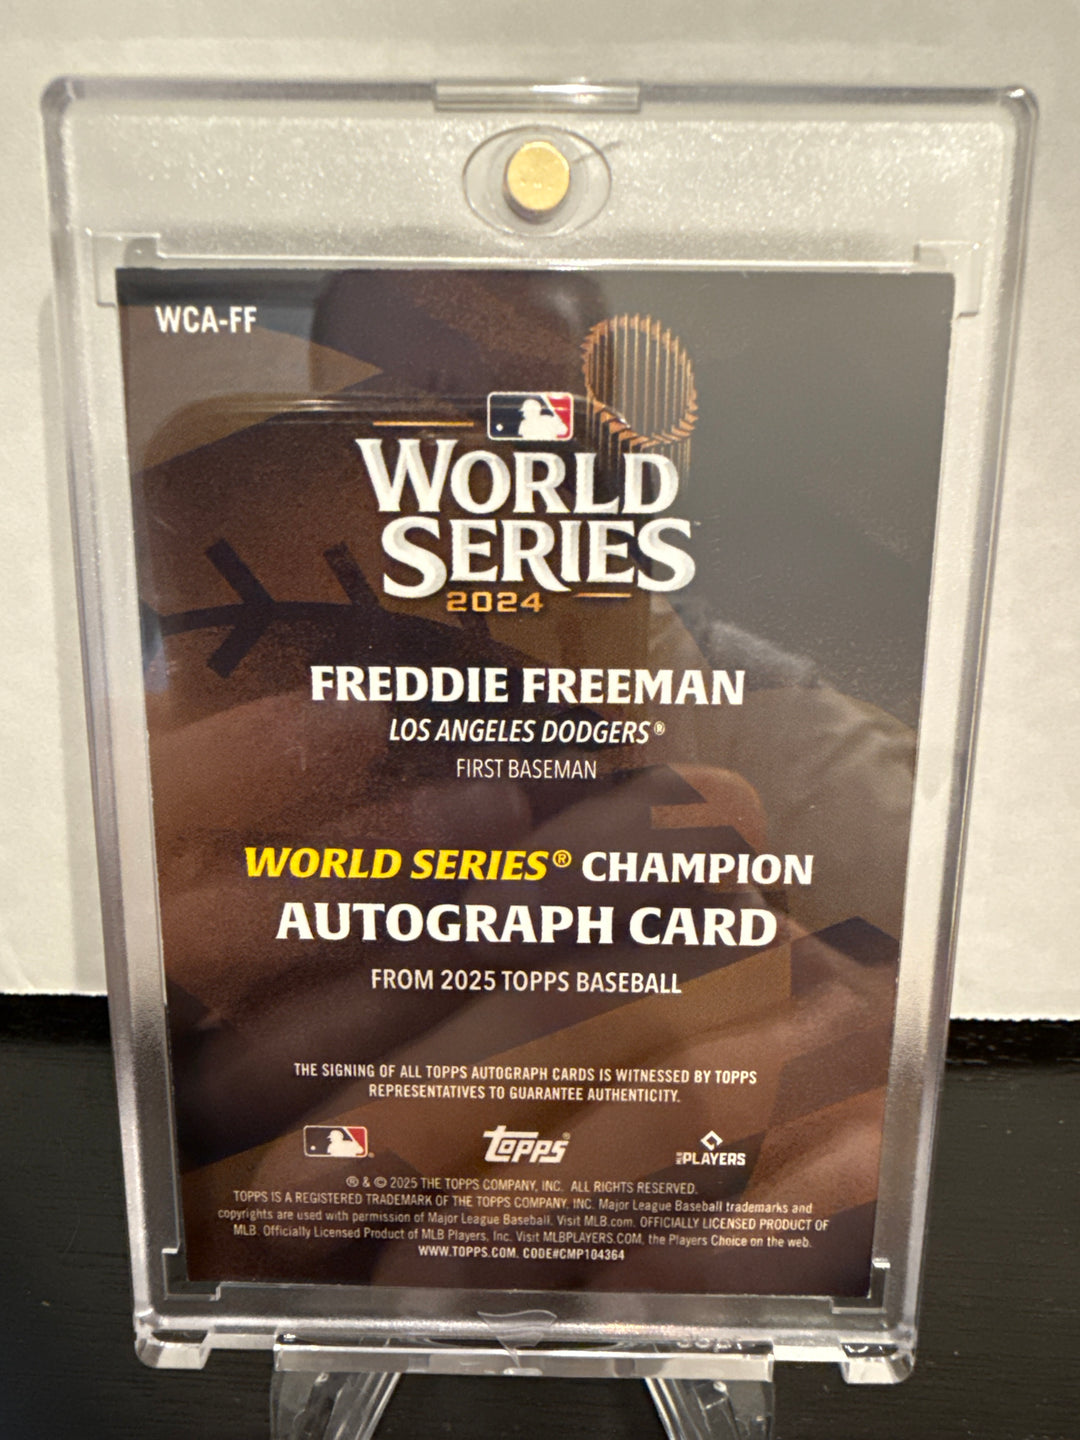 WCA-FF
WORLD
SERIES™
2024
FREDDIE FREEMAN
LOS ANGELES DODGERS®
FIRST BASEMAN
WORLD SERIES® CHAMPION
AUTOGRAPH CARD
FROM 2025 TOPPS BASEBALL
THE SIGNING OF ALL TOPPS AUTOGRAPH CARDS IS WITNESSED BY TOPPS
REPRESENTATIVES TO GUARANTEE AUTHENTICITY.
topps® PLAYERS
® & © 2025 THE TOPPS COMPANY, INC. ALL RIGHTS RESERVED.
TOPPS IS A REGISTERED TRADEMARK OF THE TOPPS COMPANY, INC. Major League Baseball trademarks and
copyrights are used with permission of Major League Baseball. Visit MLB.com. OFFICIALLY LICENSED PRODUCT OF
MLB. Officially Licensed Product of MLB Players, Inc. Visit MLBPLAYERS.COM, the Players Choice on the web.
WWW.TOPPS.COM. CODE#CMP104364